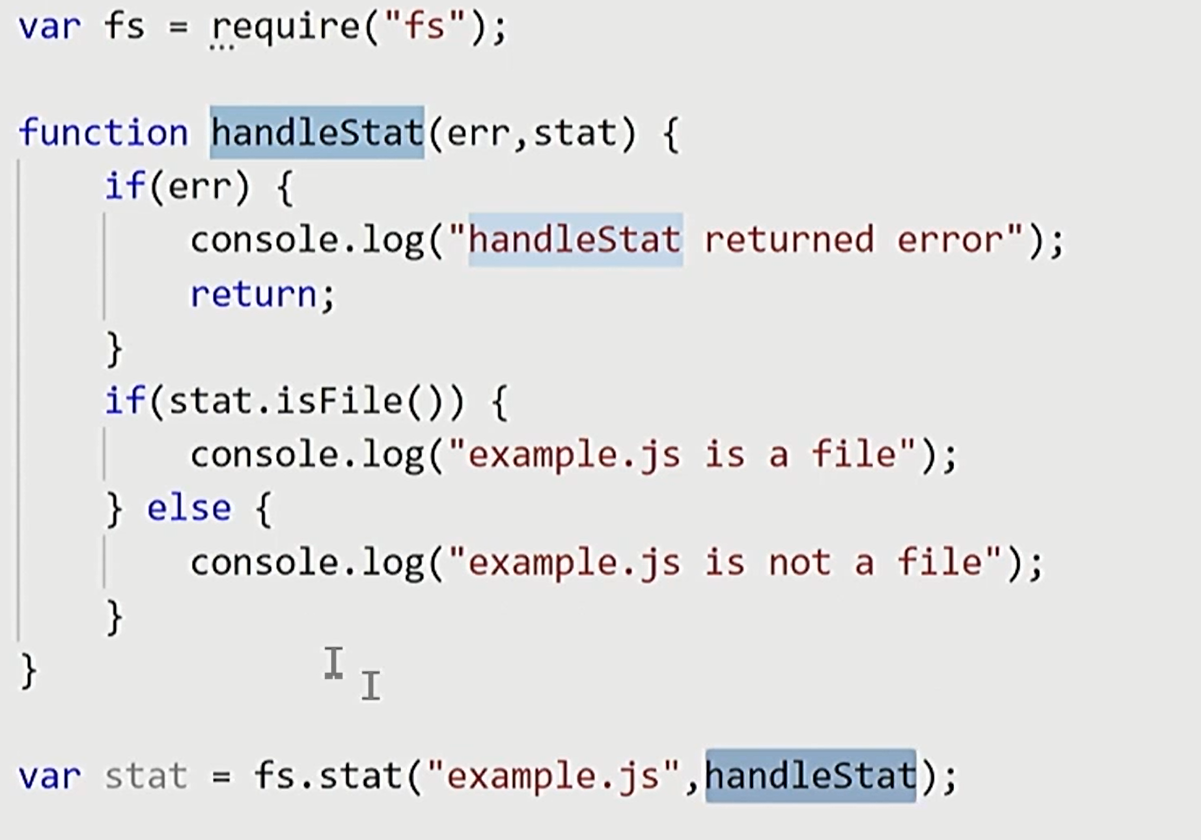 var fs = require("fs");
function handleStat(err,stat) {
if(err) {
console.log("handleStat returned error");
return;
}
if(stat.isFile()) {
console.log("example.js is a file");
} else {
console.log("example.js is not a file");
}
}
var stat = fs.stat("example.js",handleStat);